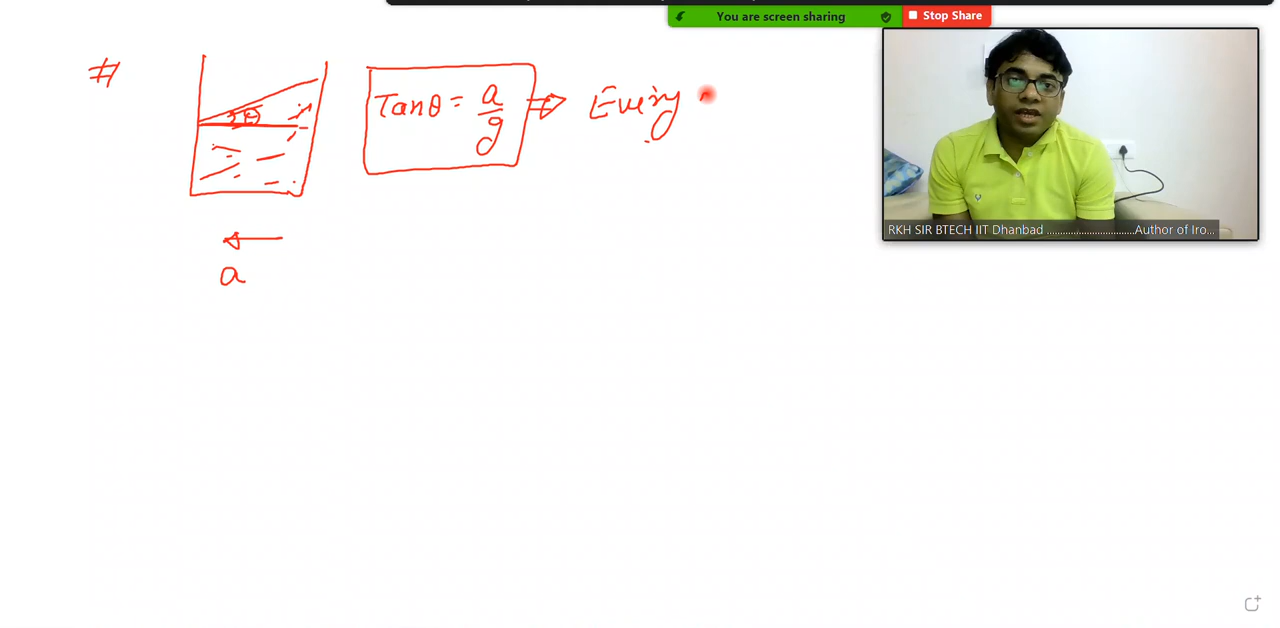 You are screen sharing
Stop Share
#
θ
Tanθ = a/g ⇒ Every
a
RKH SIR BTECH IIT Dhanbad ..................................Author of Iro...